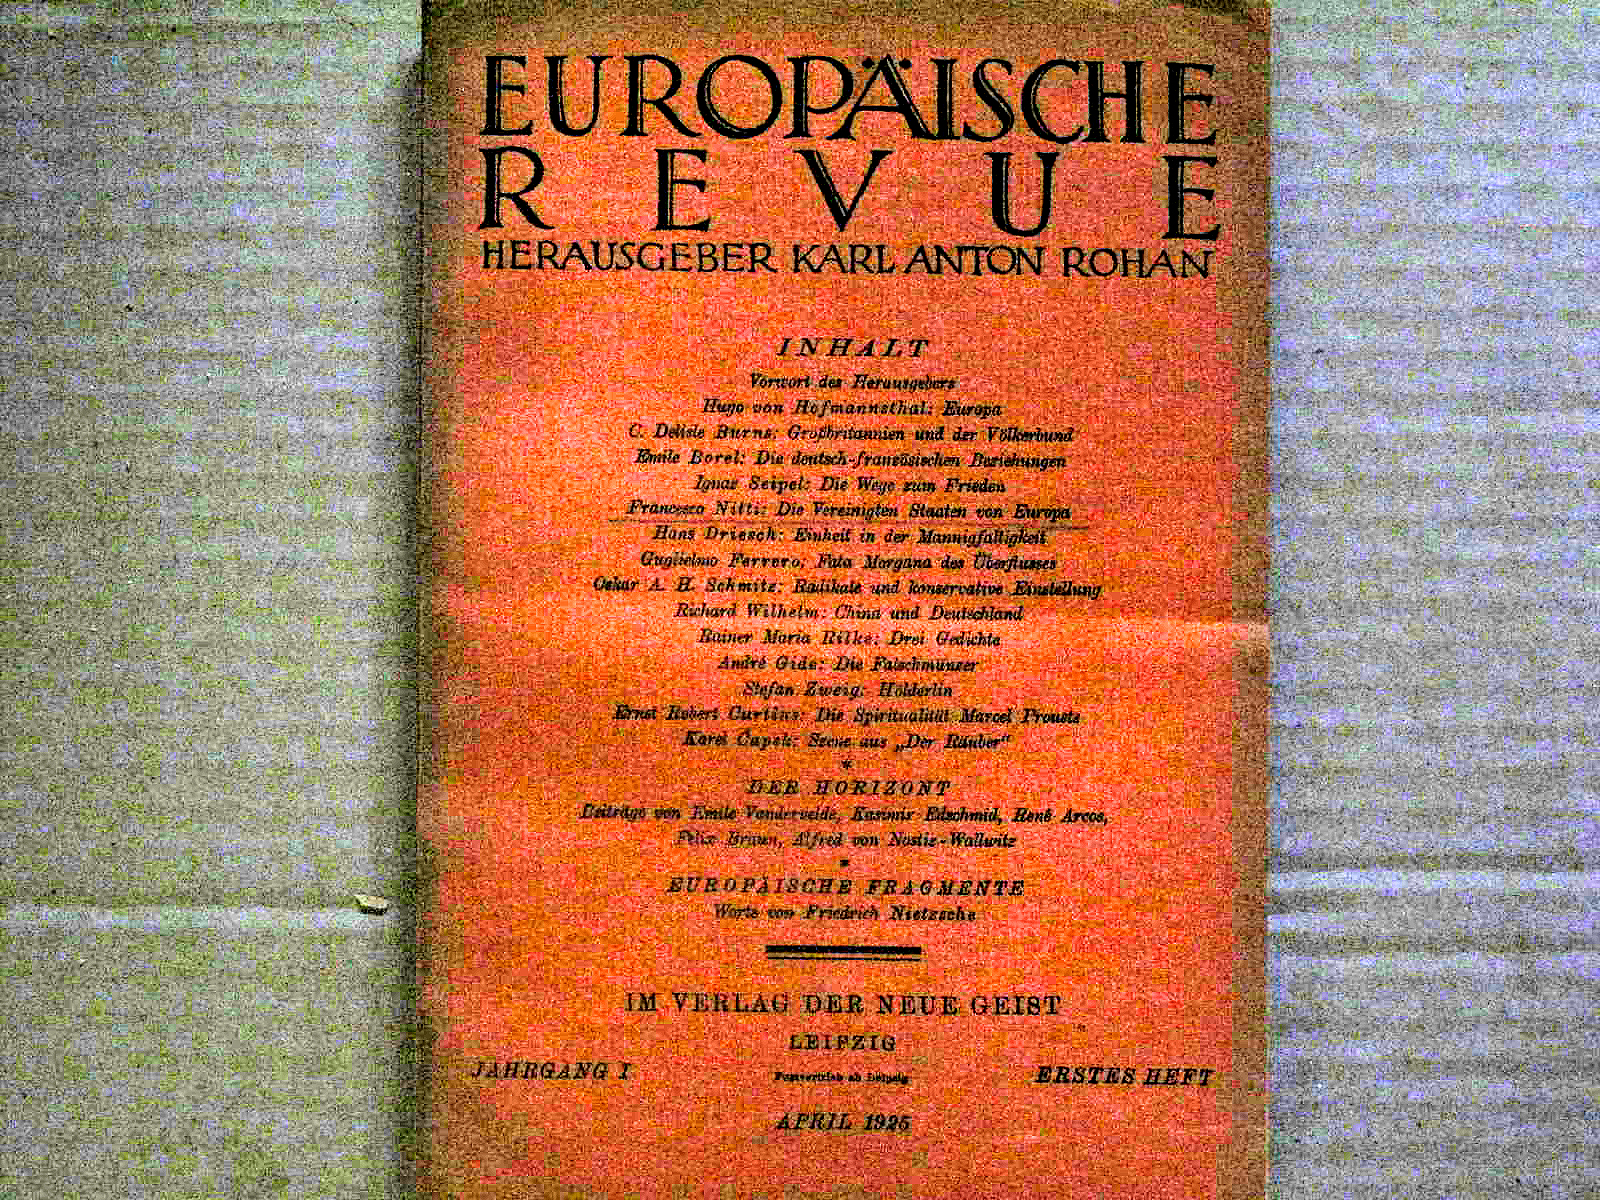 EUROPÄISCHE
REVUE
HERAUSGEBER KARL ANTON ROHAN
INHALT
Vorwort des Herausgebers
Hugo von Hofmannsthal: Europa
C. Delisle Burns: Großbritannien und der Völkerbund
Emile Borel: Die deutsch-französischen Beziehungen
Ignaz Seipel: Die Wege zum Frieden
Francesco Nitti: Die Vereinigten Staaten von Europa
Hans Driesch: Einheit in der Mannigfaltigkeit
Guglielmo Ferrero: Fata Morgana des Überflusses
Oskar A. H. Schmitz: Radikale und konservative Einstellung
Richard Wilhelm: China und Deutschland
Rainer Maria Rilke: Drei Gedichte
André Gide: Die Falschmünzer
Stefan Zweig: Hölderlin
Ernst Robert Curtius: Die Spiritualität Marcel Prousts
Karel Čapek: Szene aus „Der Räuber“
*
DER HORIZONT
Beiträge von Emile Vandervelde, Kasimir Edschmid, René Arcos,
Felix Braun, Alfred von Nostiz-Wallwitz
*
EUROPÄISCHE FRAGMENTE
Worte von Friedrich Nietzsche
IM VERLAG DER NEUE GEIST
LEIPZIG
JAHRGANG I Postvertrieb ab Leipzig ERSTES HEFT
APRIL 1925